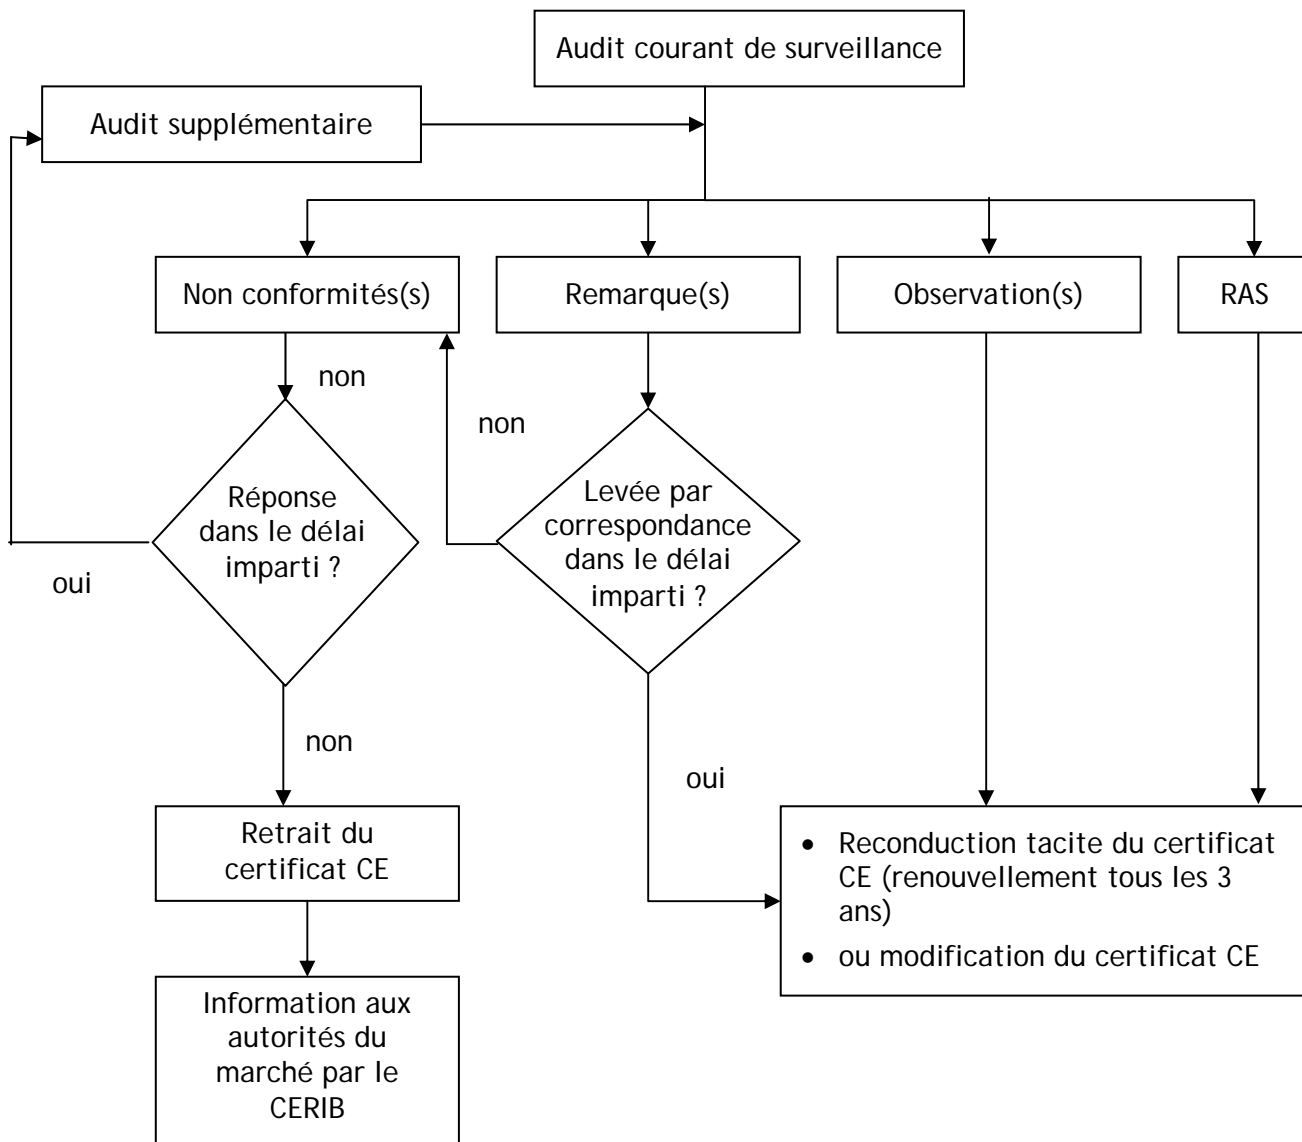 Audit courant de surveillance
Audit supplémentaire
Non conformités(s)
Remarque(s)
Observation(s)
RAS
non
non
Réponse
dans le délai
imparti ?
Levée par
correspondance
dans le délai
imparti ?
oui
non
oui
Retrait du
certificat CE
• Reconduction tacite du certificat
CE (renouvellement tous les 3
ans)
• ou modification du certificat CE
Information aux
autorités du
marché par le
CERIB